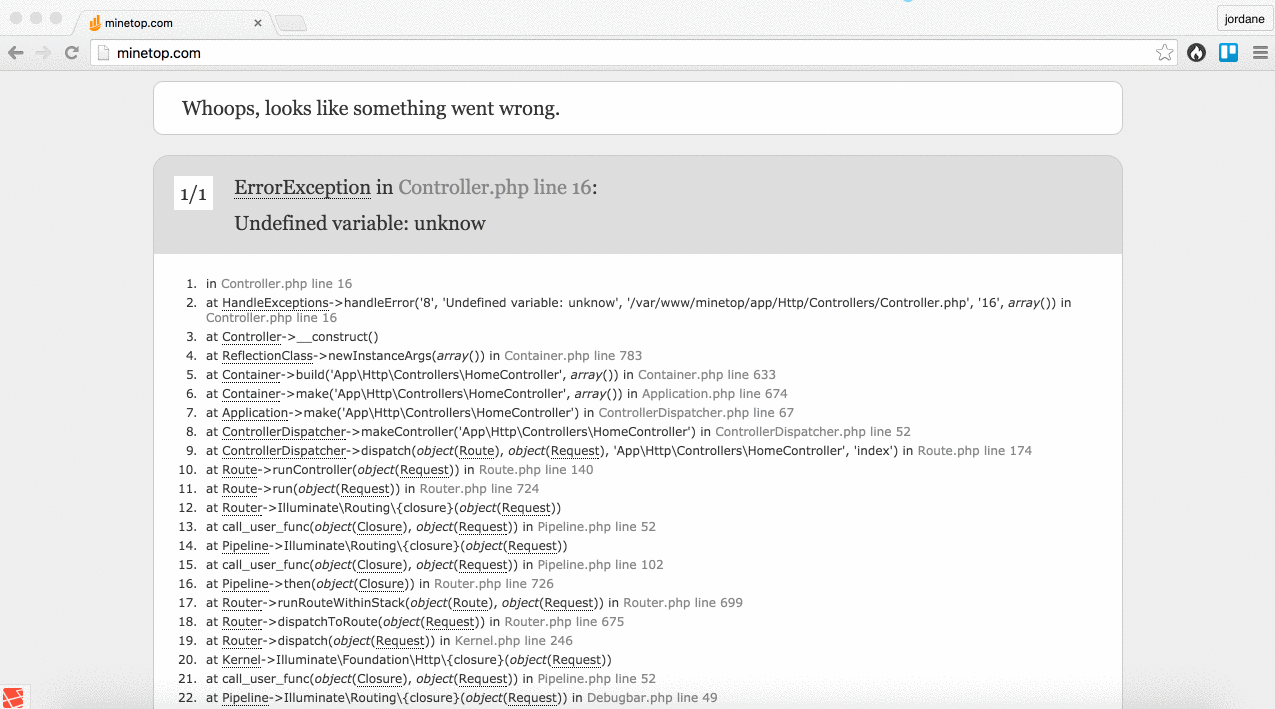 minetop.com
jordane
minetop.com
Whoops, looks like something went wrong.
1/1
ErrorException in Controller.php line 16:
Undefined variable: unknow
1. in Controller.php line 16
2. at HandleExceptions->handleError('8', 'Undefined variable: unknow', '/var/www/minetop/app/Http/Controllers/Controller.php', '16', array()) in
Controller.php line 16
3. at Controller->__construct()
4. at ReflectionClass->newInstanceArgs(array()) in Container.php line 783
5. at Container->build('App\Http\Controllers\HomeController', array()) in Container.php line 633
6. at Container->make('App\Http\Controllers\HomeController', array()) in Application.php line 674
7. at Application->make('App\Http\Controllers\HomeController') in ControllerDispatcher.php line 67
8. at ControllerDispatcher->makeController('App\Http\Controllers\HomeController') in ControllerDispatcher.php line 52
9. at ControllerDispatcher->dispatch(object(Route), object(Request), 'App\Http\Controllers\HomeController', 'index') in Route.php line 174
10. at Route->runController(object(Request)) in Route.php line 140
11. at Route->run(object(Request)) in Router.php line 724
12. at Router->Illuminate\Routing\{closure}(object(Request))
13. at call_user_func(object(Closure), object(Request)) in Pipeline.php line 52
14. at Pipeline->Illuminate\Routing\{closure}(object(Request))
15. at call_user_func(object(Closure), object(Request)) in Pipeline.php line 102
16. at Pipeline->then(object(Closure)) in Router.php line 726
17. at Router->runRouteWithinStack(object(Route), object(Request)) in Router.php line 699
18. at Router->dispatchToRoute(object(Request)) in Router.php line 675
19. at Router->dispatch(object(Request)) in Kernel.php line 246
20. at Kernel->Illuminate\Foundation\Http\{closure}(object(Request))
21. at call_user_func(object(Closure), object(Request)) in Pipeline.php line 52
22. at Pipeline->Illuminate\Routing\{closure}(object(Request)) in Debugbar.php line 49